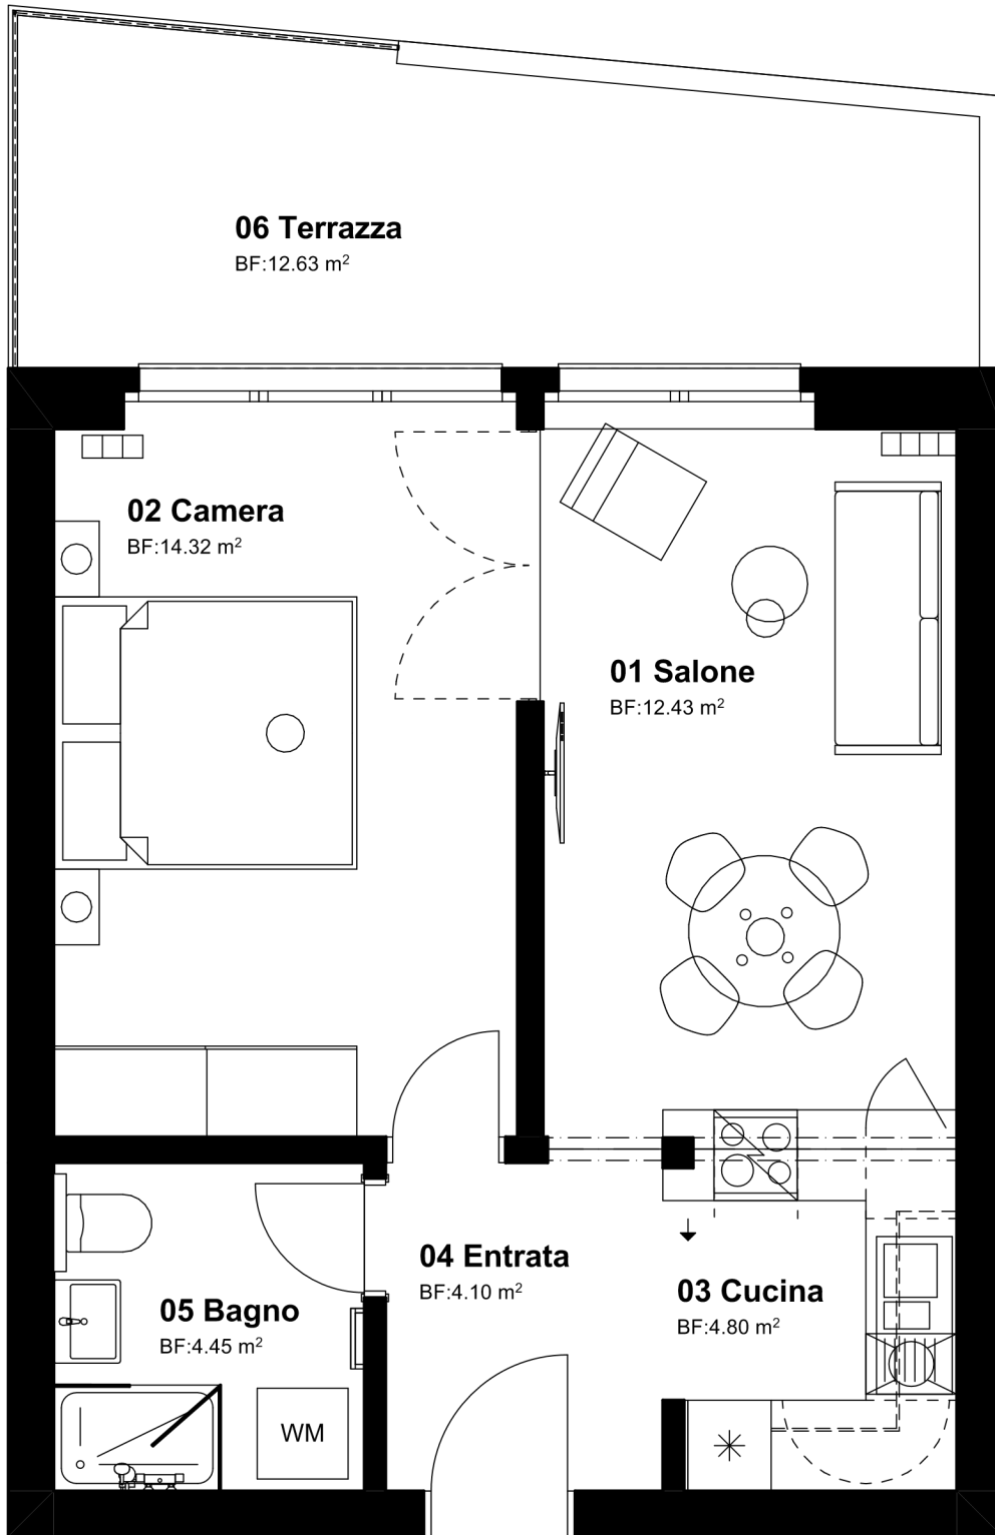 06 Terrazza
BF:12.63 m²
02 Camera
BF:14.32 m²
01 Salone
BF:12.43 m²
04 Entrata
BF:4.10 m²
03 Cucina
BF:4.80 m²
05 Bagno
BF:4.45 m²
WM